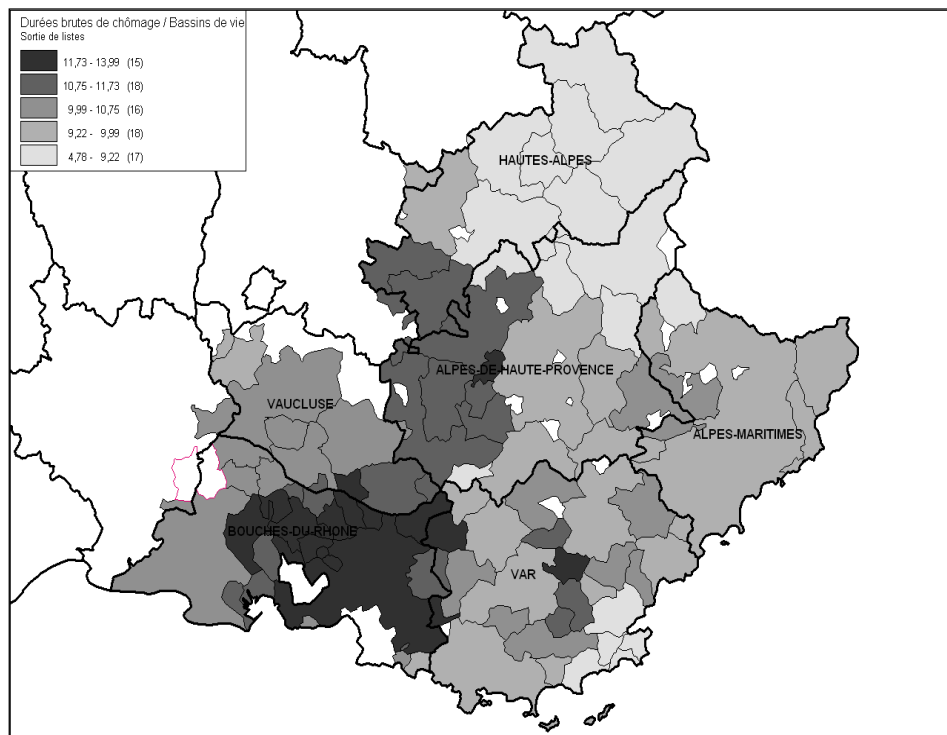 Durées brutes de chômage / Bassins de vie
Sortie de listes
11,73 - 13,99 (15)
10,75 - 11,73 (18)
9,99 - 10,75 (16)
9,22 - 9,99 (18)
4,78 - 9,22 (17)
HAUTES-ALPES
ALPES-DE-HAUTE-PROVENCE
VAUCLUSE
ALPES-MARITIMES
BOUCHES-DU-RHONE
VAR